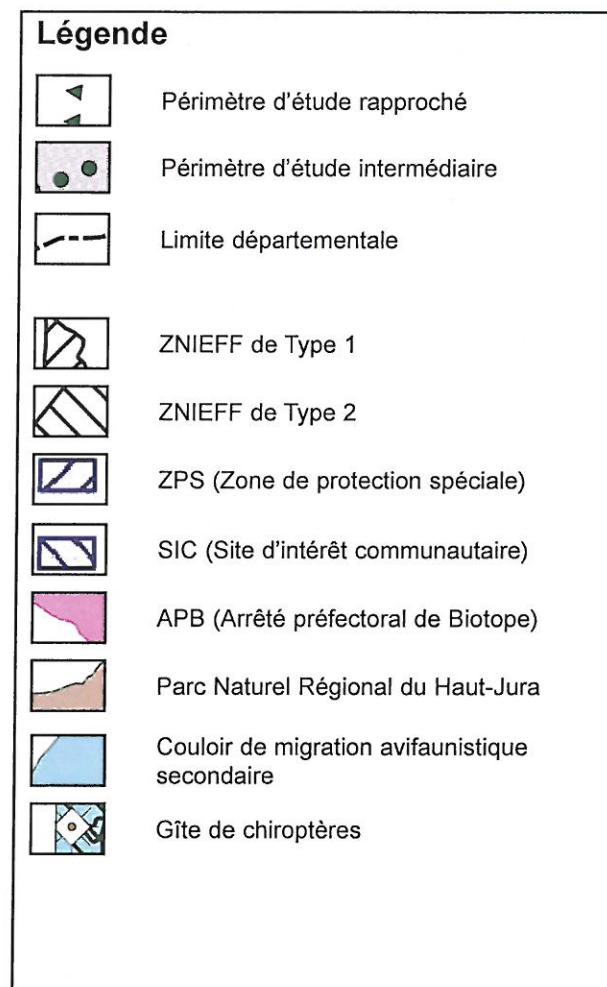 Légende
Périmètre d'étude rapproché
Périmètre d'étude intermédiaire
Limite départementale
ZNIEFF de Type 1
ZNIEFF de Type 2
ZPS (Zone de protection spéciale)
SIC (Site d'intérêt communautaire)
APB (Arrêté préfectoral de Biotope)
Parc Naturel Régional du Haut-Jura
Couloir de migration avifaunistique
secondaire
Gîte de chiroptères